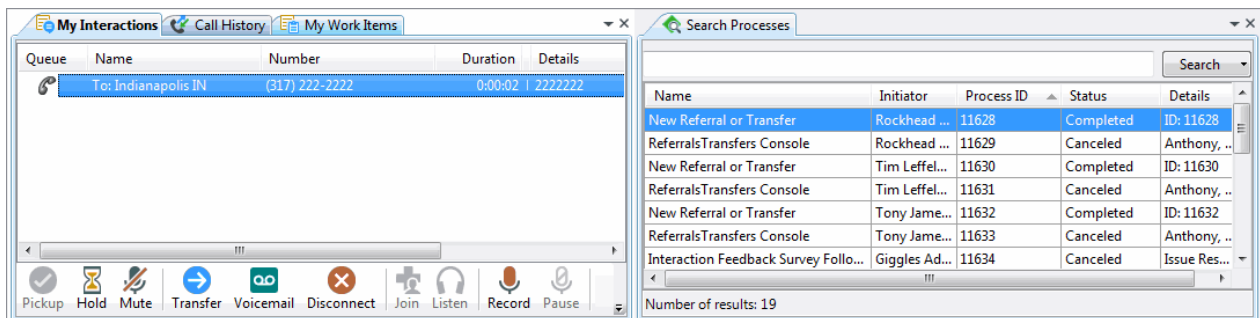 My Interactions Call History My Work Items
Queue Name Number Duration Details
To: Indianapolis IN (317) 222-2222 0:00:02 2222222
Pickup Hold Mute Transfer Voicemail Disconnect Join Listen Record Pause
Search Processes
Search
Name Initiator Process ID Status Details
New Referral or Transfer Rockhead ... 11628 Completed ID: 11628
ReferralsTransfers Console Rockhead ... 11629 Canceled Anthony, ..
New Referral or Transfer Tim Leffel... 11630 Completed ID: 11630
ReferralsTransfers Console Tim Leffel... 11631 Canceled Anthony, ..
New Referral or Transfer Tony Jame... 11632 Completed ID: 11632
ReferralsTransfers Console Tony Jame... 11633 Canceled Anthony, ..
Interaction Feedback Survey Follo... Giggles Ad... 11634 Canceled Issue Res...
Number of results: 19